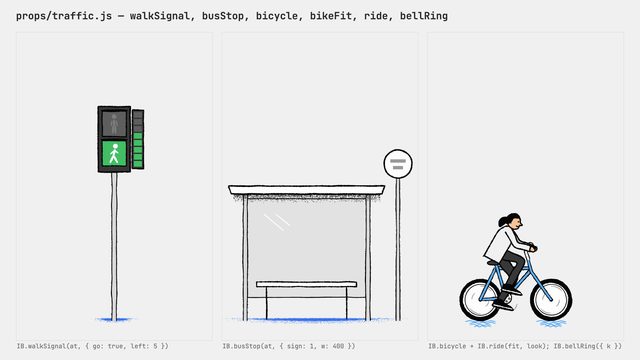 props/traffic.js — walkSignal, busStop, bicycle, bikeFit, ride, bellRing
IB.walkSignal(at, { go: true, left: 5 })
IB.busStop(at, { sign: 1, w: 400 })
IB.bicycle + IB.ride(fit, look); IB.bellRing({ k })